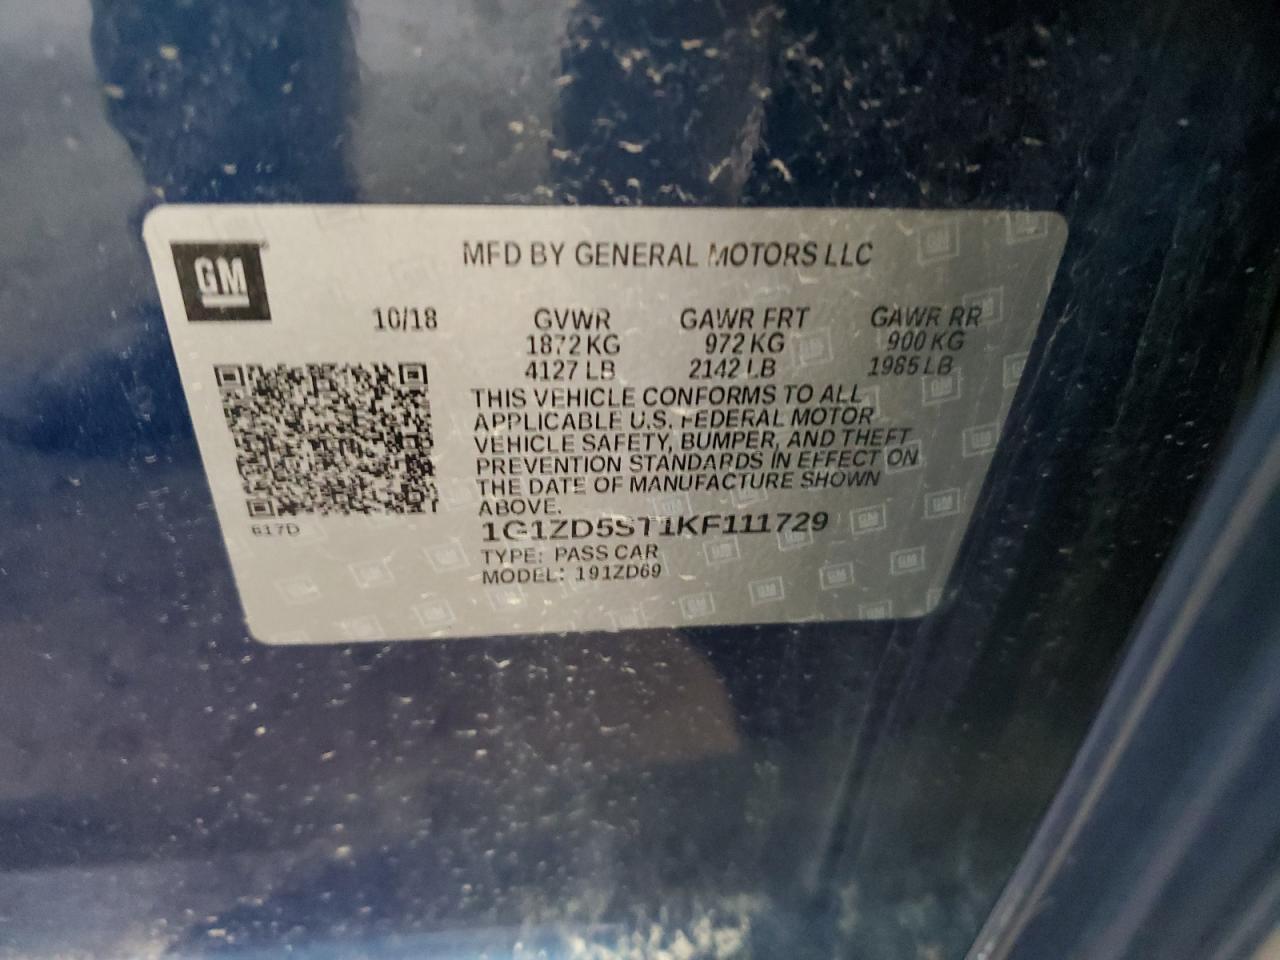 GM
MFD BY GENERAL MOTORS LLC
10/18 GVWR GAWR FRT GAWR RR
1872 KG 972 KG 900 KG
4127 LB 2142 LB 1985 LB
THIS VEHICLE CONFORMS TO ALL
APPLICABLE U.S. FEDERAL MOTOR
VEHICLE SAFETY, BUMPER, AND THEFT
PREVENTION STANDARDS IN EFFECT ON
THE DATE OF MANUFACTURE SHOWN
ABOVE.
617D
1G1ZD5ST1KF111729
TYPE: PASS CAR
MODEL: 191ZD69